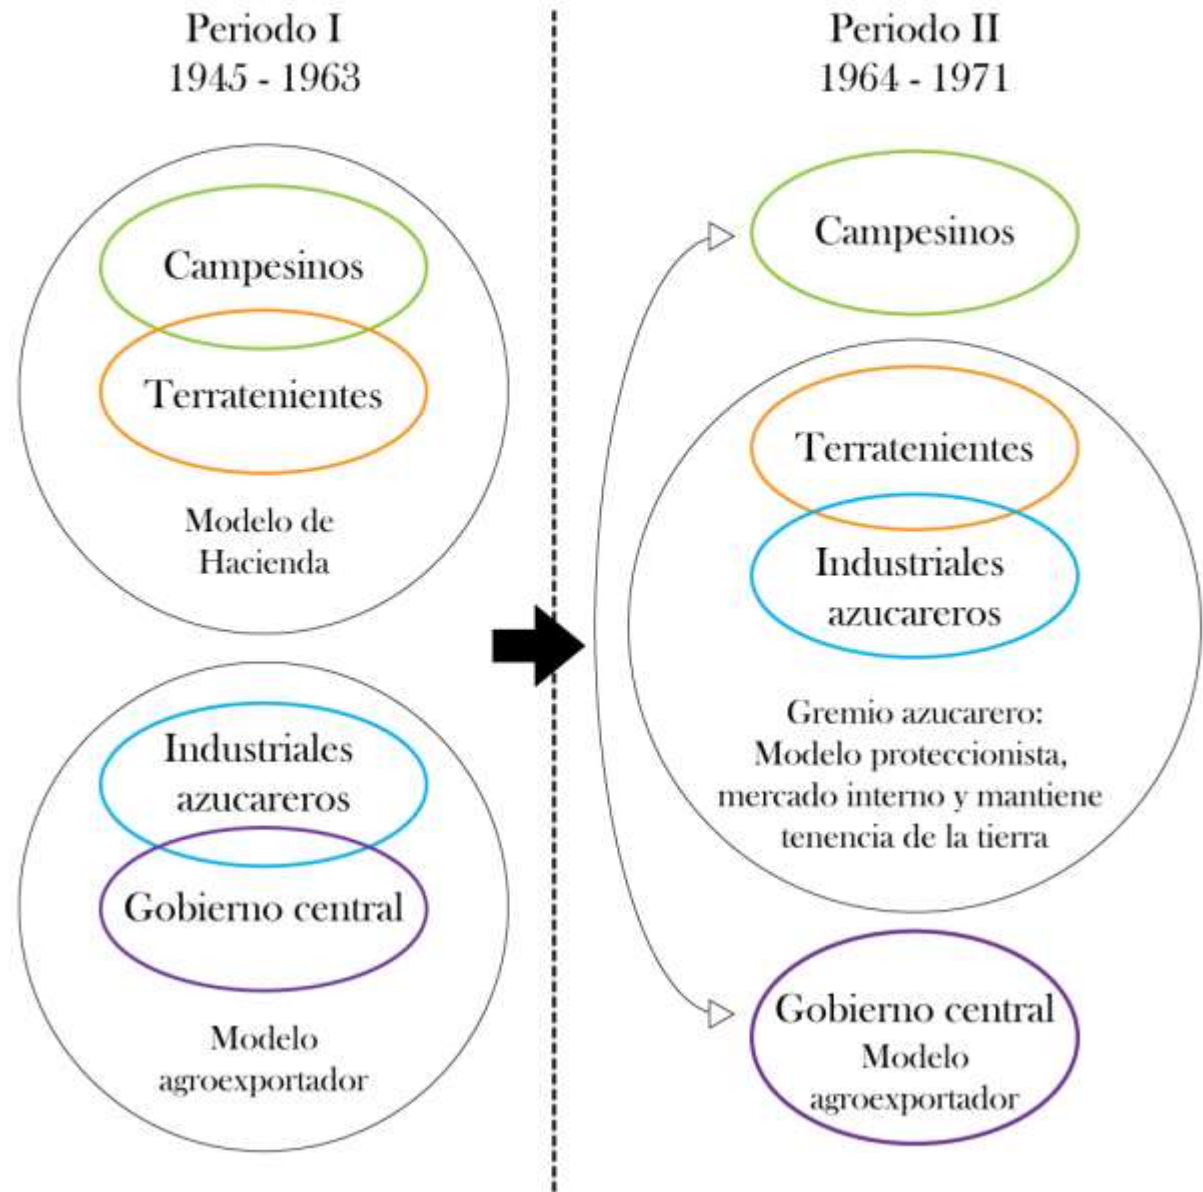 Periodo I
1945 - 1963
Campesinos
Terratenientes
Modelo de
Hacienda
Industriales
azucareros
Gobierno central
Modelo
agroexportador
Periodo II
1964 - 1971
Campesinos
Terratenientes
Industriales
azucareros
Gremio azucarero:
Modelo proteccionista,
mercado interno y mantiene
tenencia de la tierra
Gobierno central
Modelo
agroexportador